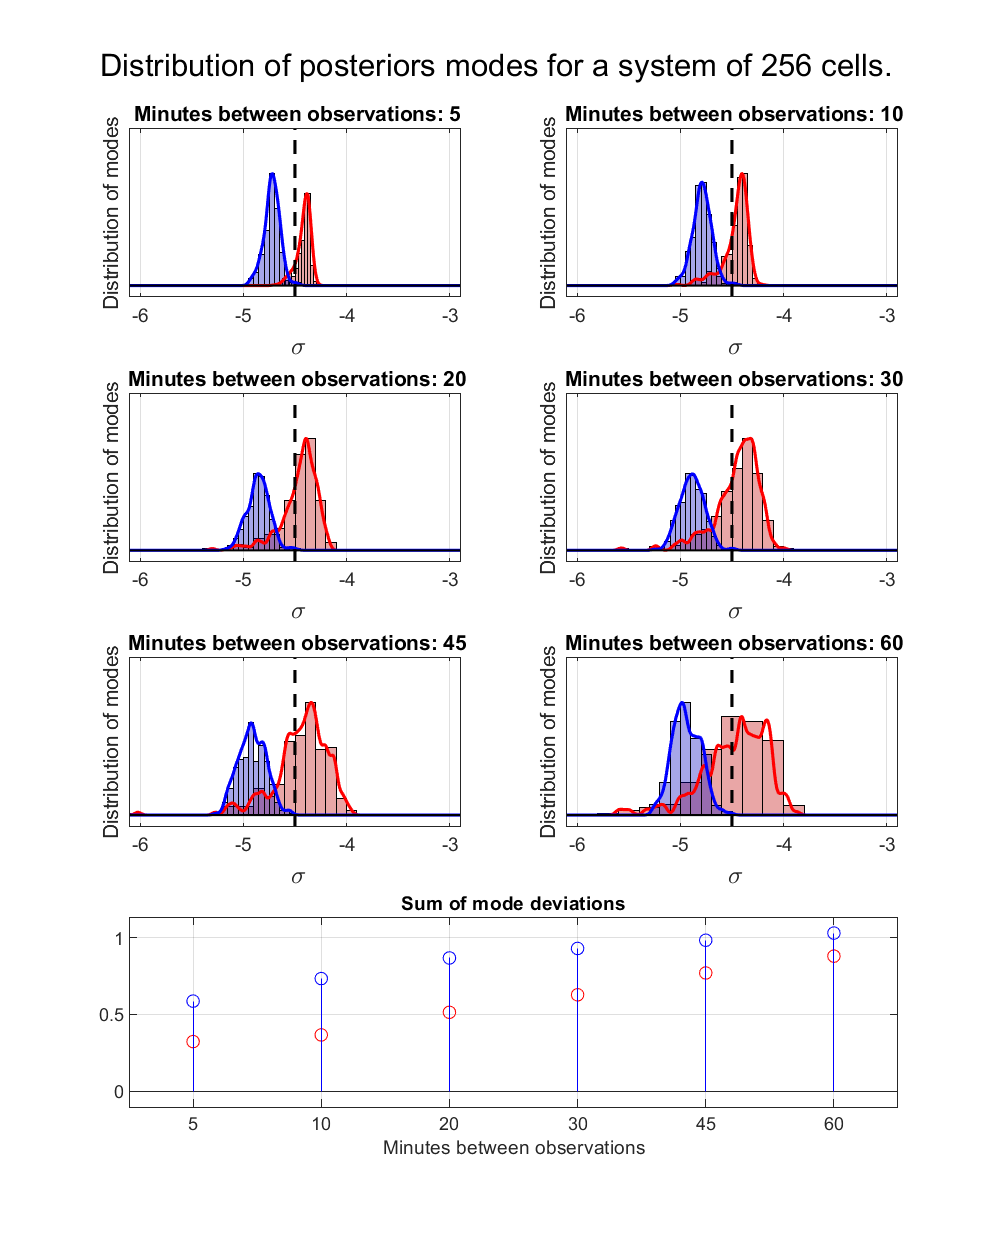 Distribution of posteriors modes for a system of 256 cells.
Minutes between observations: 5
Distribution of modes
-6 -5 -4 -3
σ
Minutes between observations: 10
Distribution of modes
-6 -5 -4 -3
σ
Minutes between observations: 20
Distribution of modes
-6 -5 -4 -3
σ
Minutes between observations: 30
Distribution of modes
-6 -5 -4 -3
σ
Minutes between observations: 45
Distribution of modes
-6 -5 -4 -3
σ
Minutes between observations: 60
Distribution of modes
-6 -5 -4 -3
σ
Sum of mode deviations
1
0.5
0
5 10 20 30 45 60
Minutes between observations